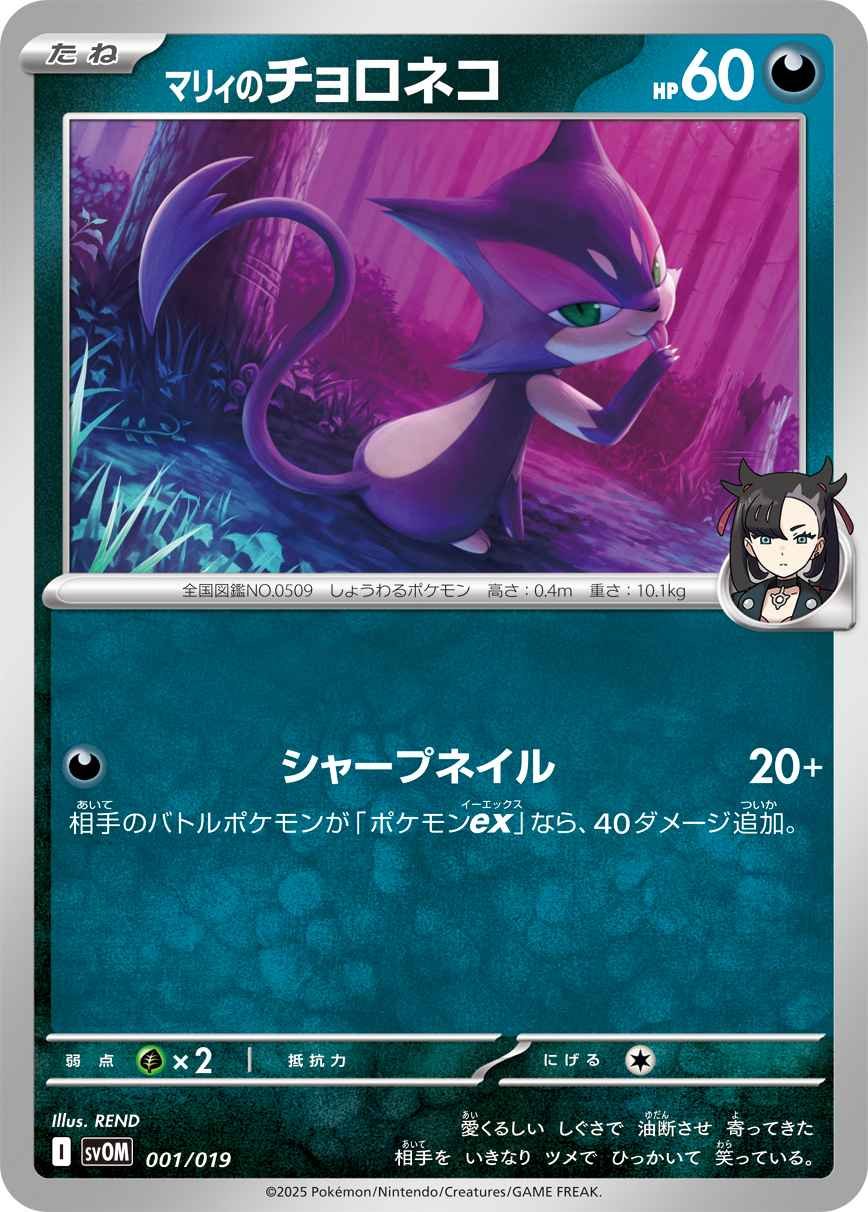 たね
マリィのチョロネコ
HP60
全国図鑑NO.0509 しょうわるポケモン 高さ:0.4m 重さ:10.1kg
シャープネイル 20+
相手のバトルポケモンが「ポケモンex」なら、40ダメージ追加。
弱点 ×2 抵抗力 にげる
Illus. REND
愛くるしい しぐさで 油断させ 寄ってきた
相手を いきなり ツメで ひっかいて 笑っている。
I SVOM 001/019
©2025 Pokémon/Nintendo/Creatures/GAME FREAK.